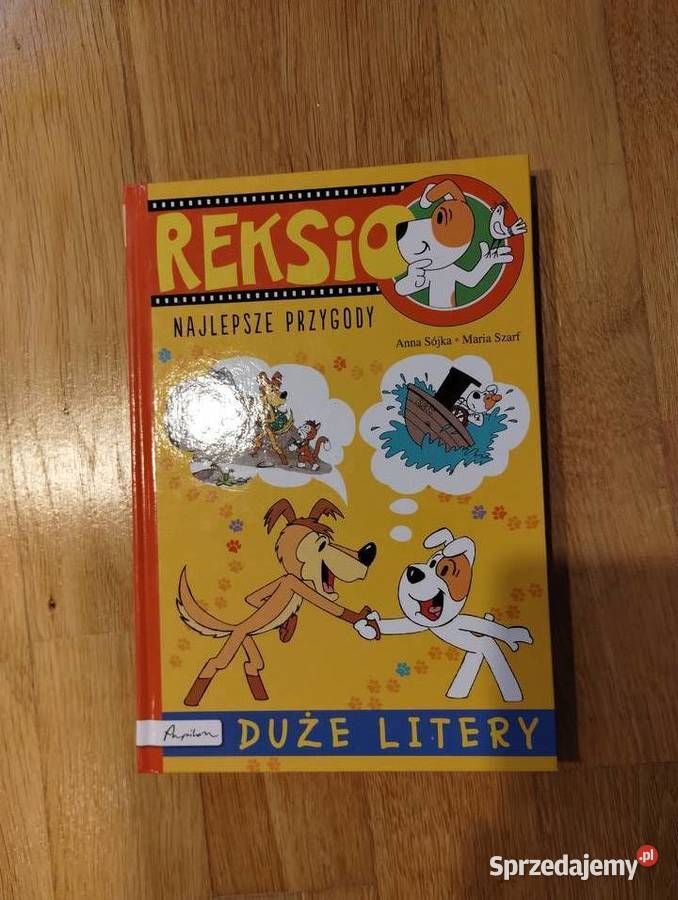 REKSiO
NAJLEPSZE PRZYGODY
Anna Sójka • Maria Szarf
Papilon
DUŻE LITERY
Sprzedajemy.pl